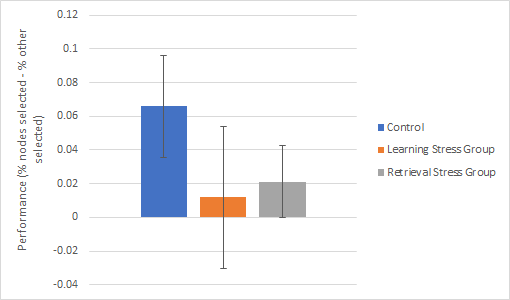 0.12
0.1
0.08
0.06
0.04
0.02
0
-0.02
-0.04
Performance (% nodes selected - % other
selected)
Control
Learning Stress Group
Retrieval Stress Group